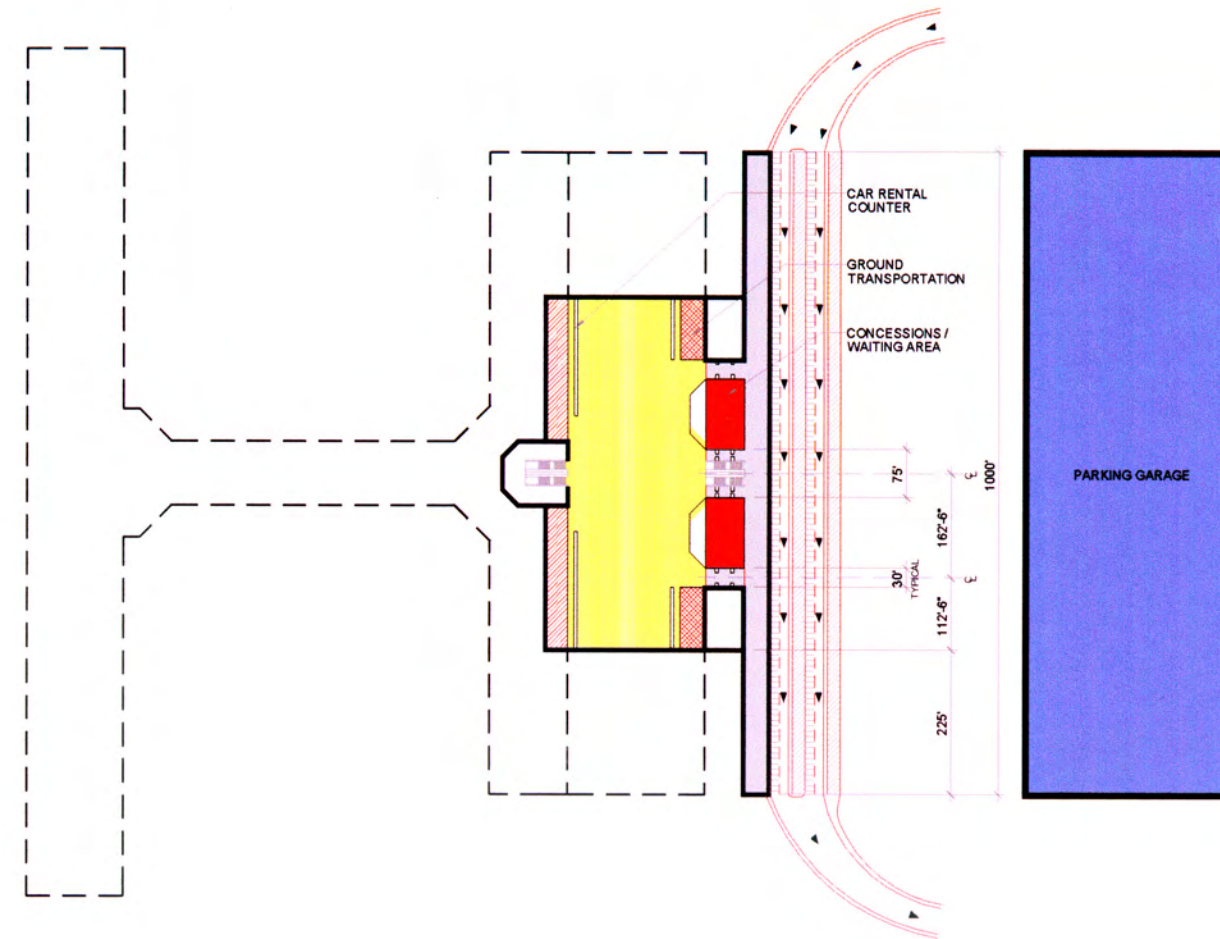 CAR RENTAL
COUNTER
GROUND
TRANSPORTATION
CONCESSIONS /
WAITING AREA
75'
℄
1000'
162'-6"
30'
TYPICAL
℄
112'-6"
225'
PARKING GARAGE